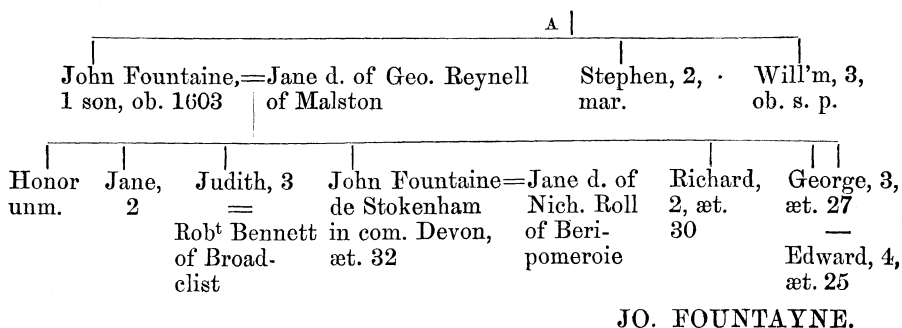 A
John Fountaine,=Jane d. of Geo. Reynell
1 son, ob. 1603 of Malston
Stephen, 2,
mar.
Will'm, 3,
ob. s. p.
Honor
unm.
Jane,
2
Judith, 3
=
Robᵗ Bennett
of Broad-
clist
John Fountaine=Jane d. of
de Stokenham Nich. Roll
in com. Devon, of Beri-
æt. 32 pomeroie
Richard,
2, æt.
30
George, 3,
æt. 27
—
Edward, 4,
æt. 25
JO. FOUNTAYNE.